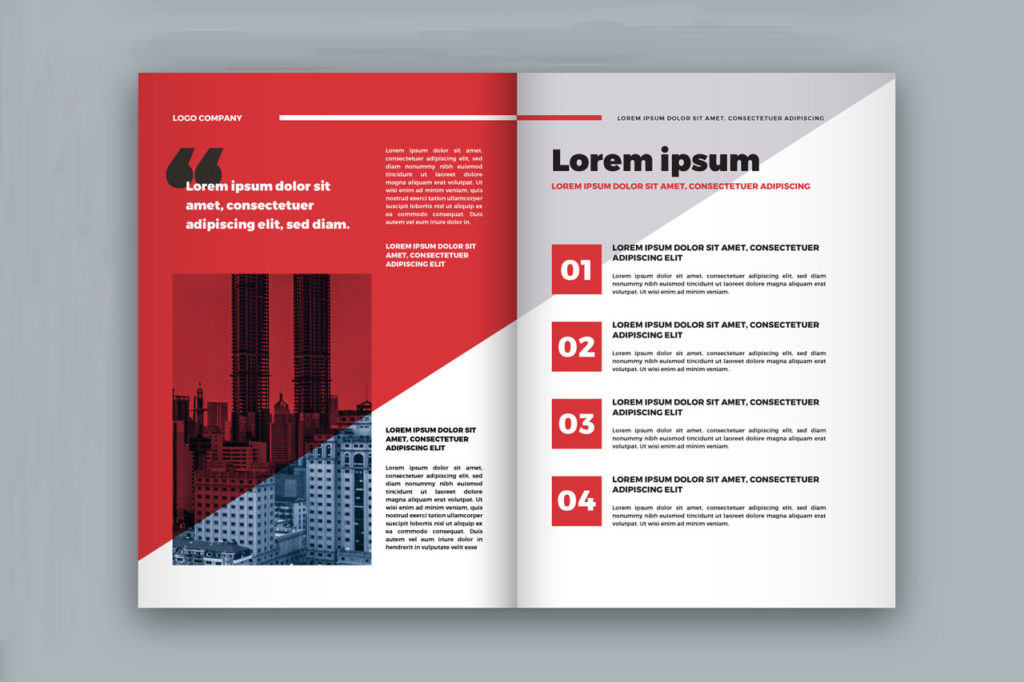 LOGO COMPANY
“
Lorem ipsum dolor sit
amet, consectetuer
adipiscing elit, sed diam.
Lorem ipsum dolor sit amet,
consectetuer adipiscing elit, sed
diam nonummy nibh euismod
tincidunt ut laoreet dolore
magna aliquam erat volutpat. Ut
wisi enim ad minim veniam, quis
nostrud exerci tation ullamcorper
suscipit lobortis nisl ut aliquip ex
ea commodo consequat. Duis
autem vel eum iriure dolor in.
LOREM IPSUM DOLOR SIT
AMET, CONSECTETUER
ADIPISCING ELIT
LOREM IPSUM DOLOR SIT
AMET, CONSECTETUER
ADIPISCING ELIT
Lorem ipsum dolor sit amet,
consectetuer adipiscing elit, sed
diam nonummy nibh euismod
tincidunt ut laoreet dolore
magna aliquam erat volutpat. Ut
wisi enim ad minim veniam, quis
nostrud exerci tation ullamcorper
suscipit lobortis nisl ut aliquip ex
ea commodo consequat. Duis
autem vel eum iriure dolor in
hendrerit in vulputate velit esse
LOREM IPSUM DOLOR SIT AMET, CONSECTETUER ADIPISCING
Lorem ipsum
LOREM IPSUM DOLOR SIT AMET, CONSECTETUER ADIPISCING
01
LOREM IPSUM DOLOR SIT AMET, CONSECTETUER
ADIPISCING ELIT
Lorem ipsum dolor sit amet, consectetuer adipiscing elit, sed diam
nonummy nibh euismod tincidunt ut laoreet dolore magna aliquam erat
volutpat. Ut wisi enim ad minim veniam.
02
LOREM IPSUM DOLOR SIT AMET, CONSECTETUER
ADIPISCING ELIT
Lorem ipsum dolor sit amet, consectetuer adipiscing elit, sed diam
nonummy nibh euismod tincidunt ut laoreet dolore magna aliquam erat
volutpat. Ut wisi enim ad minim veniam.
03
LOREM IPSUM DOLOR SIT AMET, CONSECTETUER
ADIPISCING ELIT
Lorem ipsum dolor sit amet, consectetuer adipiscing elit, sed diam
nonummy nibh euismod tincidunt ut laoreet dolore magna aliquam erat
volutpat. Ut wisi enim ad minim veniam.
04
LOREM IPSUM DOLOR SIT AMET, CONSECTETUER
ADIPISCING ELIT
Lorem ipsum dolor sit amet, consectetuer adipiscing elit, sed diam
nonummy nibh euismod tincidunt ut laoreet dolore magna aliquam erat
volutpat. Ut wisi enim ad minim veniam.